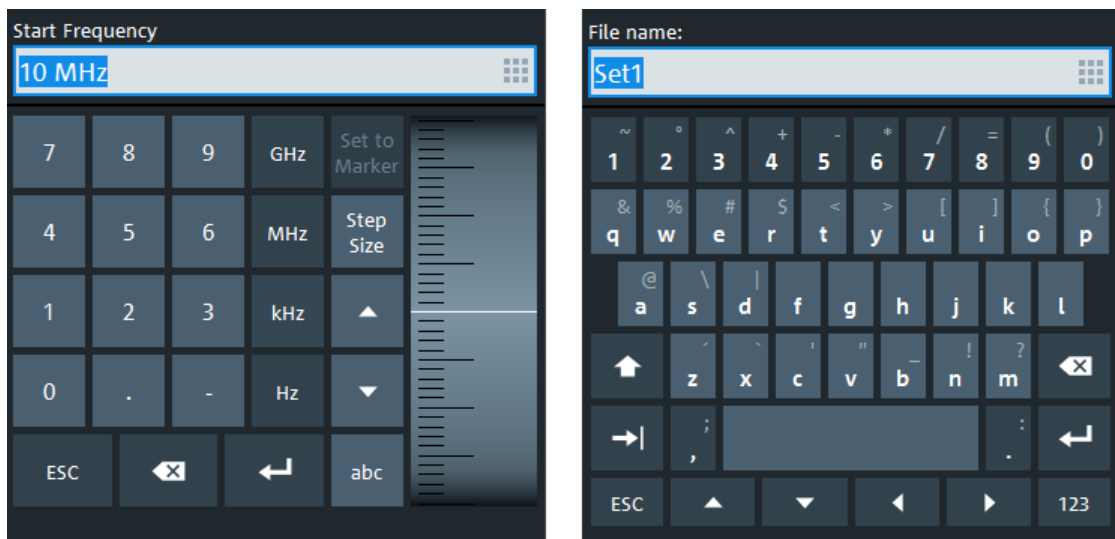 Start Frequency
10 MHz
7 8 9 GHz Set to Marker
4 5 6 MHz Step Size
1 2 3 kHz
0 . - Hz
ESC abc
File name:
Set1
~ ° ^ + - * / = ( )
1 2 3 4 5 6 7 8 9 0
& % # $ < > [ ] { }
q w e r t y u i o p
@ \ |
a s d f g h j k l
´ ` ' " _ ! ?
z x c v b n m
; :
, .
ESC 123